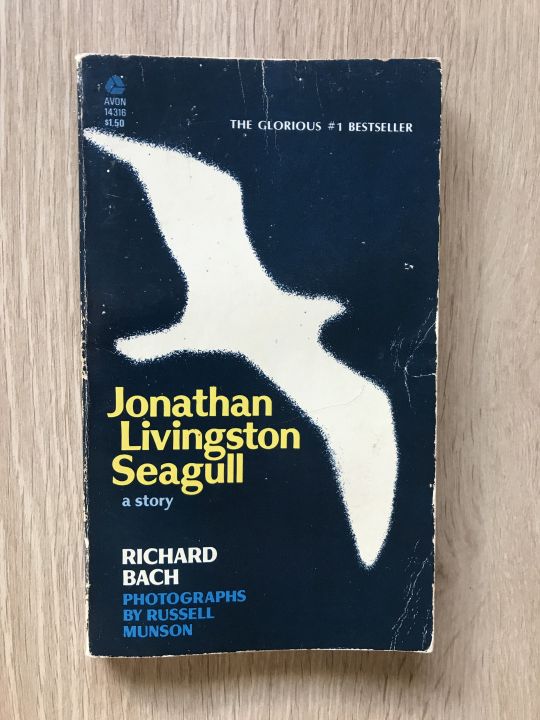 AVON
14316
$1.50
THE GLORIOUS #1 BESTSELLER
Jonathan
Livingston
Seagull
a story
RICHARD
BACH
PHOTOGRAPHS
BY RUSSELL
MUNSON